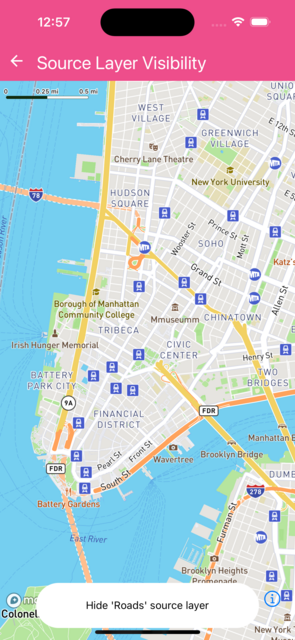 12:57
Source Layer Visibility
0 0.25 mi 0.5 mi
UNION
SQUARE
WEST
VILLAGE
E 12th St
GREENWICH
VILLAGE
Cherry Lane Theatre
New York University
HUDSON
SQUARE
78
Prince St
Wooster St
SOHO
Mott St
Katz's
Grand St
Allen St
Borough of Manhattan
Community College
Mmuseumm
CHINATOWN
TRIBECA
Irish Hunger Memorial
CIVIC
CENTER
Henry St
BATTERY
PARK CITY
TWO
BRIDGES
9A
FDR
FINANCIAL
DISTRICT
Manhattan B
Pearl St
Front St
Brooklyn Bridge
Wavertree
FDR
South St
DUMB
278
Battery Gardens
Furman St
East River
Brooklyn Heights
Promenade
Colonel
Hide 'Roads' source layer